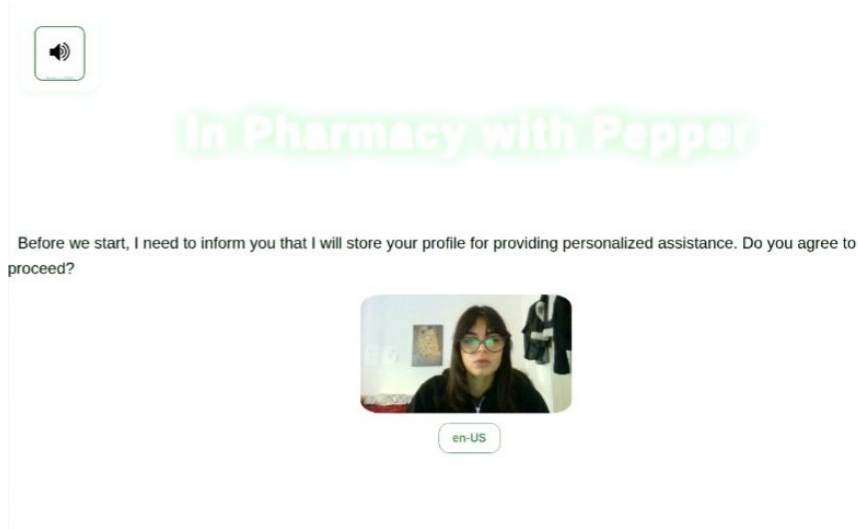 In Pharmacy with Pepper
Before we start, I need to inform you that I will store your profile for providing personalized assistance. Do you agree to
proceed?
en-US